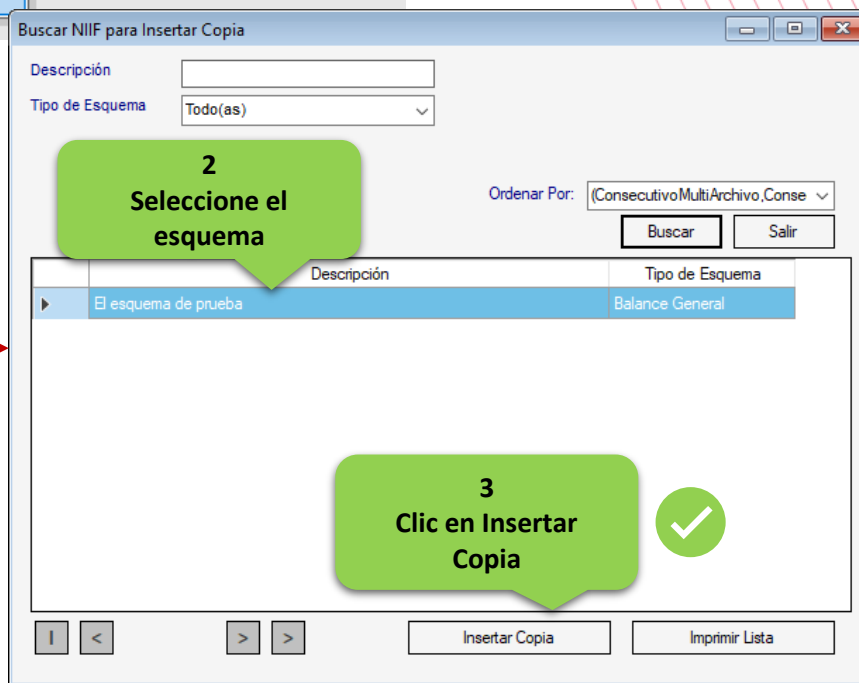 Buscar NIIF para Insertar Copia
Descripción
Tipo de Esquema Todo(as)
2
Seleccione el
esquema
Ordenar Por: (ConsecutivoMultiArchivo,Conse
Buscar Salir
Descripción Tipo de Esquema
El esquema de prueba Balance General
3
Clic en Insertar
Copia
I < > > Insertar Copia Imprimir Lista